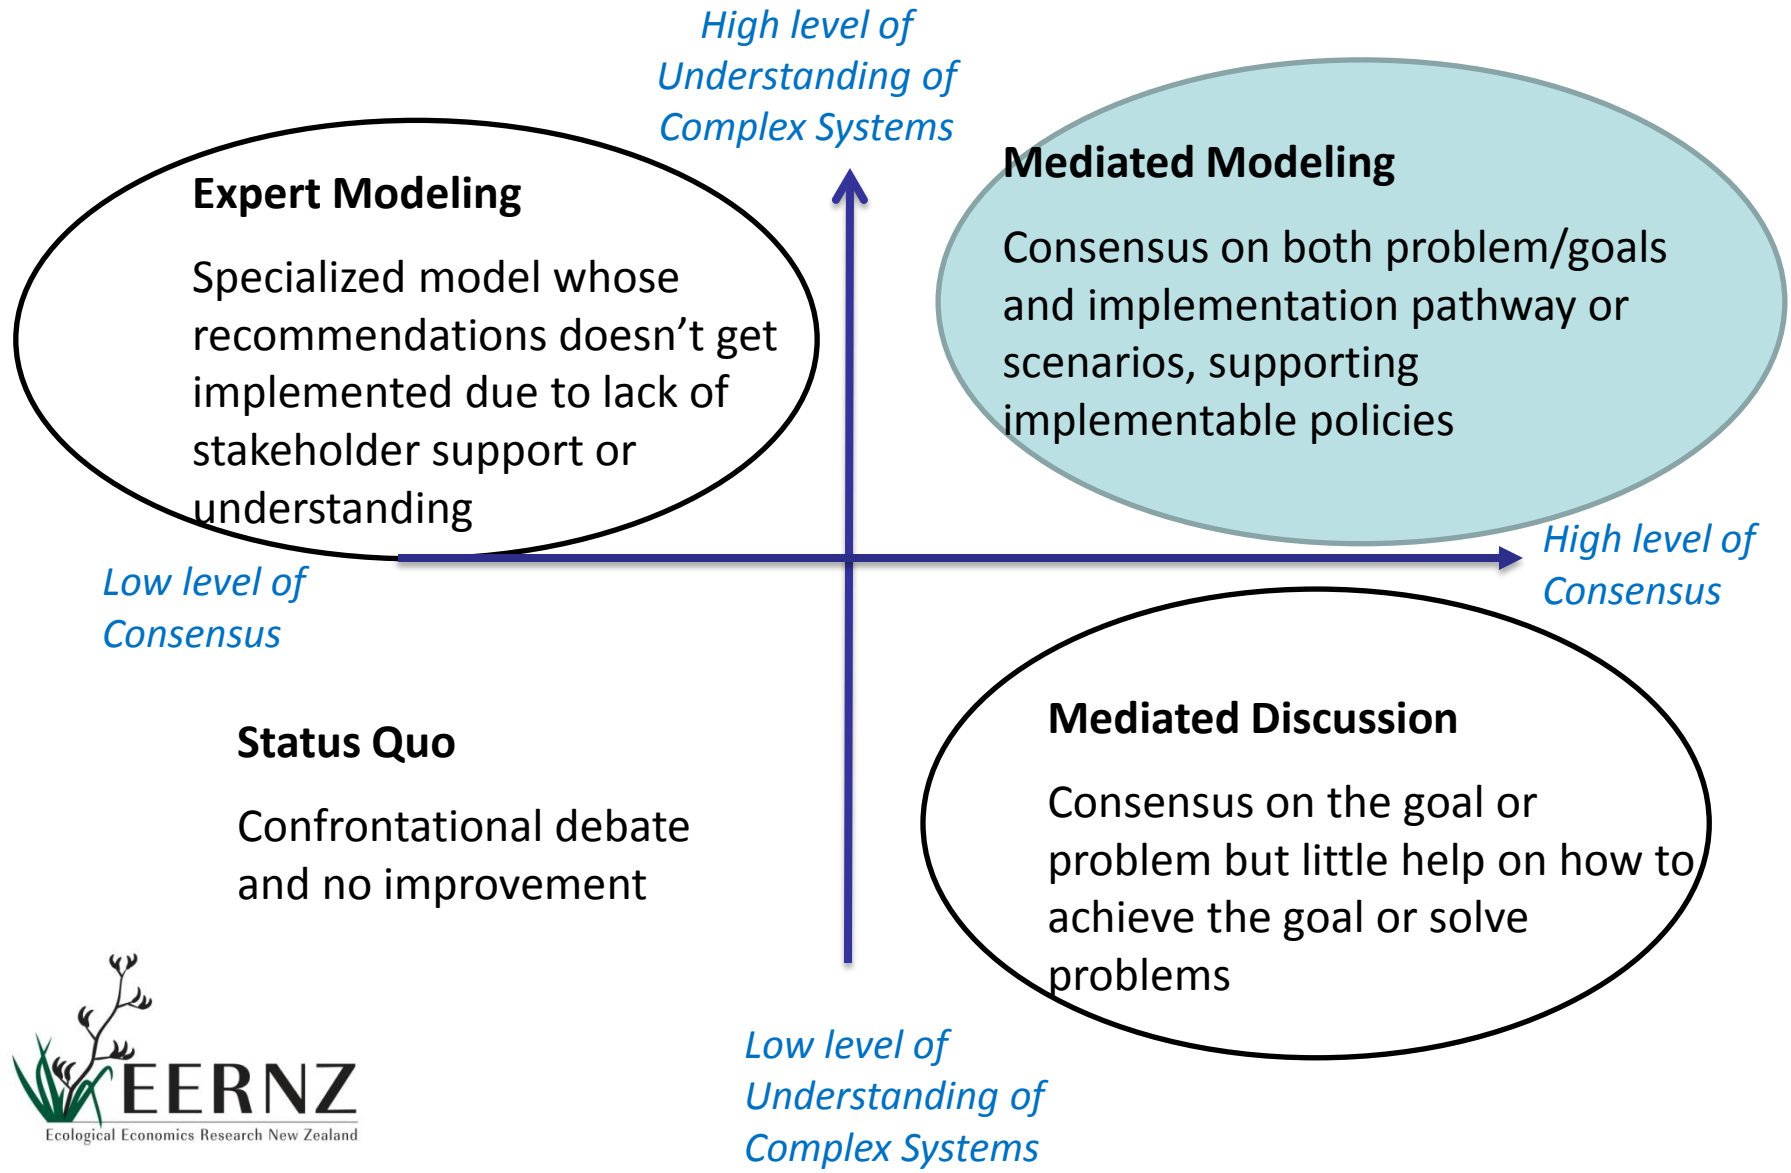 High level of
Understanding of
Complex Systems
Expert Modeling
Specialized model whose
recommendations doesn’t get
implemented due to lack of
stakeholder support or
understanding
Mediated Modeling
Consensus on both problem/goals
and implementation pathway or
scenarios, supporting
implementable policies
Low level of
Consensus
High level of
Consensus
Status Quo
Confrontational debate
and no improvement
Mediated Discussion
Consensus on the goal or
problem but little help on how to
achieve the goal or solve
problems
Low level of
Understanding of
Complex Systems
EERNZ
Ecological Economics Research New Zealand